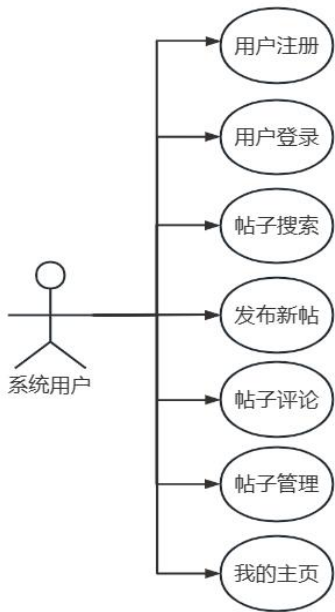 用户注册
用户登录
帖子搜索
发布新帖
系统用户
帖子评论
帖子管理
我的主页